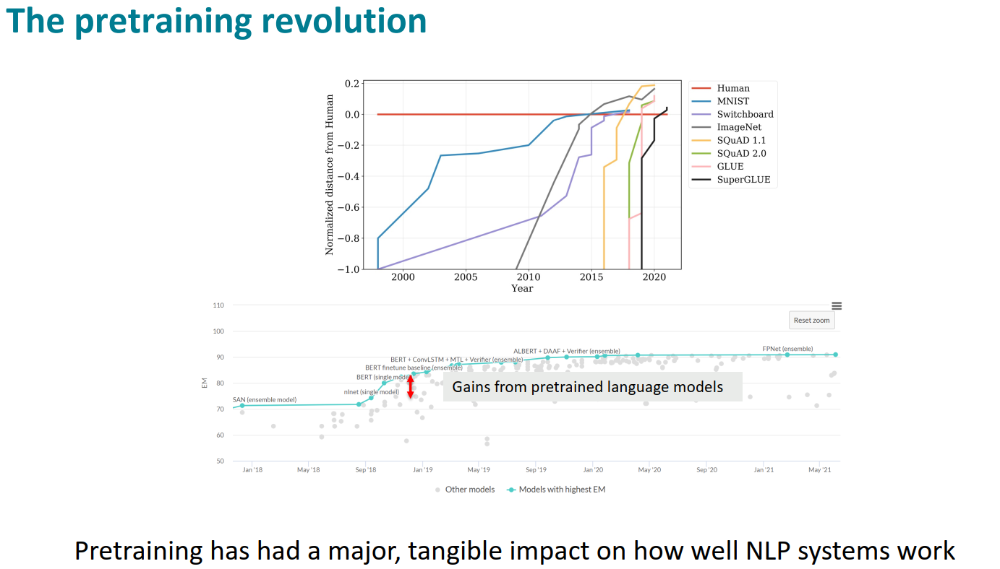 The pretraining revolution
0.2
0.0
−0.2
−0.4
−0.6
−0.8
−1.0
Normalized distance from Human
2000
2005
2010
2015
2020
Year
Human
MNIST
Switchboard
ImageNet
SQuAD 1.1
SQuAD 2.0
GLUE
SuperGLUE
110
100
90
80
70
60
50
EM
Reset zoom
ALBERT + DAAF + Verifier (ensemble)
FPNet (ensemble)
BERT + ConvLSTM + MTL + Verifier (ensemble)
BERT finetune baseline (ensemble)
BERT (single model
nlnet (single model)
SAN (ensemble model)
Gains from pretrained language models
Jan '18
May '18
Sep '18
Jan '19
May '19
Sep '19
Jan '20
May '20
Sep '20
Jan '21
May '21
Other models
Models with highest EM
Pretraining has had a major, tangible impact on how well NLP systems work